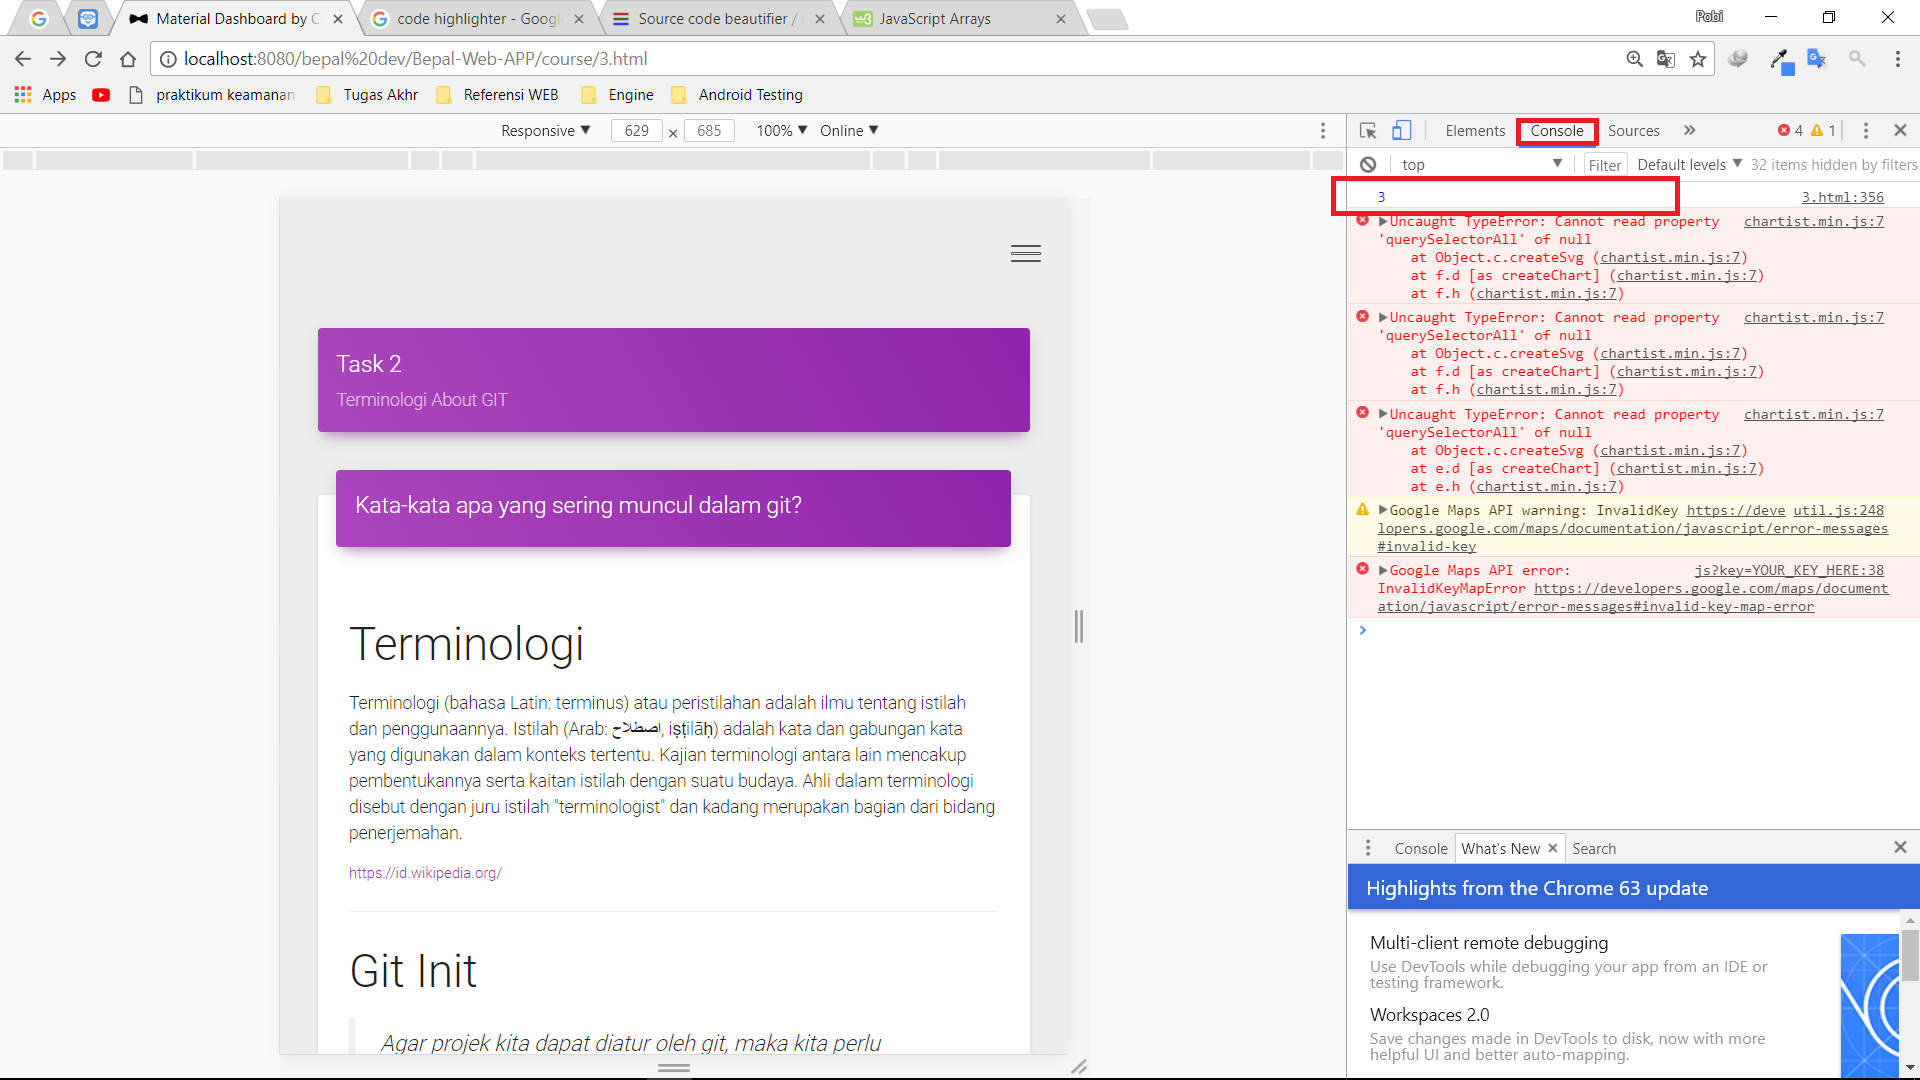 Material Dashboard by C
code highlighter - Googl
Source code beautifier /
JavaScript Arrays
Pobi
localhost:8080/bepal%20dev/Bepal-Web-APP/course/3.html
Apps
praktikum keamanan
Tugas Akhr
Referensi WEB
Engine
Android Testing
Responsive ▼ 629 × 685 100% ▼ Online ▼
Elements Console Sources » 4 1
top ▼ Filter Default levels ▼ 32 items hidden by filters
3 3.html:356
Uncaught TypeError: Cannot read property chartist.min.js:7
'querySelectorAll' of null
at Object.c.createSvg (chartist.min.js:7)
at f.d [as createChart] (chartist.min.js:7)
at f.h (chartist.min.js:7)
Uncaught TypeError: Cannot read property chartist.min.js:7
'querySelectorAll' of null
at Object.c.createSvg (chartist.min.js:7)
at f.d [as createChart] (chartist.min.js:7)
at f.h (chartist.min.js:7)
Uncaught TypeError: Cannot read property chartist.min.js:7
'querySelectorAll' of null
at Object.c.createSvg (chartist.min.js:7)
at e.d [as createChart] (chartist.min.js:7)
at e.h (chartist.min.js:7)
Google Maps API warning: InvalidKey https://deve util.js:248
lopers.google.com/maps/documentation/javascript/error-messages
#invalid-key
Google Maps API error: js?key=YOUR_KEY_HERE:38
InvalidKeyMapError https://developers.google.com/maps/document
ation/javascript/error-messages#invalid-key-map-error
Task 2
Terminologi About GIT
Kata-kata apa yang sering muncul dalam git?
Terminologi
Terminologi (bahasa Latin: terminus) atau peristilahan adalah ilmu tentang istilah
dan penggunaannya. Istilah (Arab: اصطلاح, iṣṭilāḥ) adalah kata dan gabungan kata
yang digunakan dalam konteks tertentu. Kajian terminologi antara lain mencakup
pembentukannya serta kaitan istilah dengan suatu budaya. Ahli dalam terminologi
disebut dengan juru istilah "terminologist" dan kadang merupakan bagian dari bidang
penerjemahan.
https://id.wikipedia.org/
Git Init
Agar projek kita dapat diatur oleh git, maka kita perlu
Console What's New × Search
Highlights from the Chrome 63 update
Multi-client remote debugging
Use DevTools while debugging your app from an IDE or
testing framework.
Workspaces 2.0
Save changes made in DevTools to disk, now with more
helpful UI and better auto-mapping.